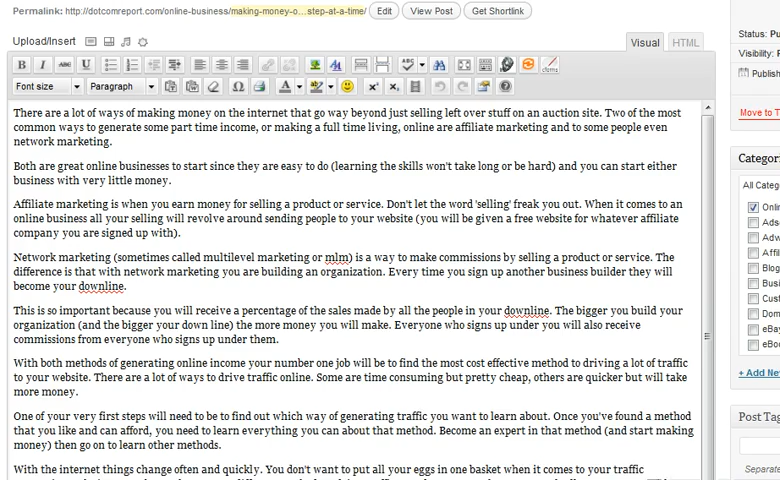 Permalink: http://dotcomreport.com/online-business/making-money-o...step-at-a-time/ Edit View Post Get Shortlink
Upload/Insert
Visual HTML
Font size Paragraph
There are a lot of ways of making money on the internet that go way beyond just selling left over stuff on an auction site. Two of the most
common ways to generate some part time income, or making a full time living, online are affiliate marketing and to some people even
network marketing.
Both are great online businesses to start since they are easy to do (learning the skills won't take long or be hard) and you can start either
business with very little money.
Affiliate marketing is when you earn money for selling a product or service. Don't let the word 'selling' freak you out. When it comes to an
online business all your selling will revolve around sending people to your website (you will be given a free website for whatever affiliate
company you are signed up with).
Network marketing (sometimes called multilevel marketing or mlm) is a way to make commissions by selling a product or service. The
difference is that with network marketing you are building an organization. Every time you sign up another business builder they will
become your downline.
This is so important because you will receive a percentage of the sales made by all the people in your downline. The bigger you build your
organization (and the bigger your down line) the more money you will make. Everyone who signs up under you will also receive
commissions from everyone who signs up under them.
With both methods of generating online income your number one job will be to find the most cost effective method to driving a lot of traffic
to your website. There are a lot of ways to drive traffic online. Some are time consuming but pretty cheap, others are quicker but will take
more money.
One of your very first steps will need to be to find out which way of generating traffic you want to learn about. Once you've found a method
that you like and can afford, you need to learn everything you can about that method. Become an expert in that method (and start making
money) then go on to learn other methods.
With the internet things change often and quickly. You don't want to put all your eggs in one basket when it comes to your traffic
Status: Pu
Visibility: P
Publish
Move to T
Categori
All Categ
Onli
Ads
Adw
Affil
Blog
Busi
Cust
Dom
eBay
eBoo
+ Add Nev
Post Tag
Separate